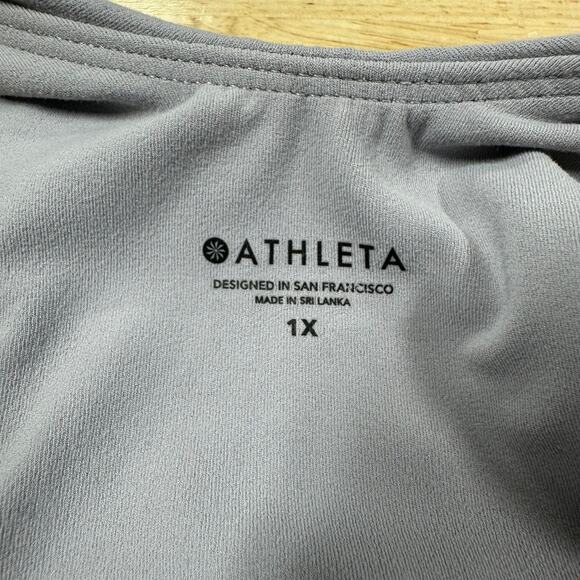 ATHLETA
DESIGNED IN SAN FRANCISCO
MADE IN SRI LANKA
1X